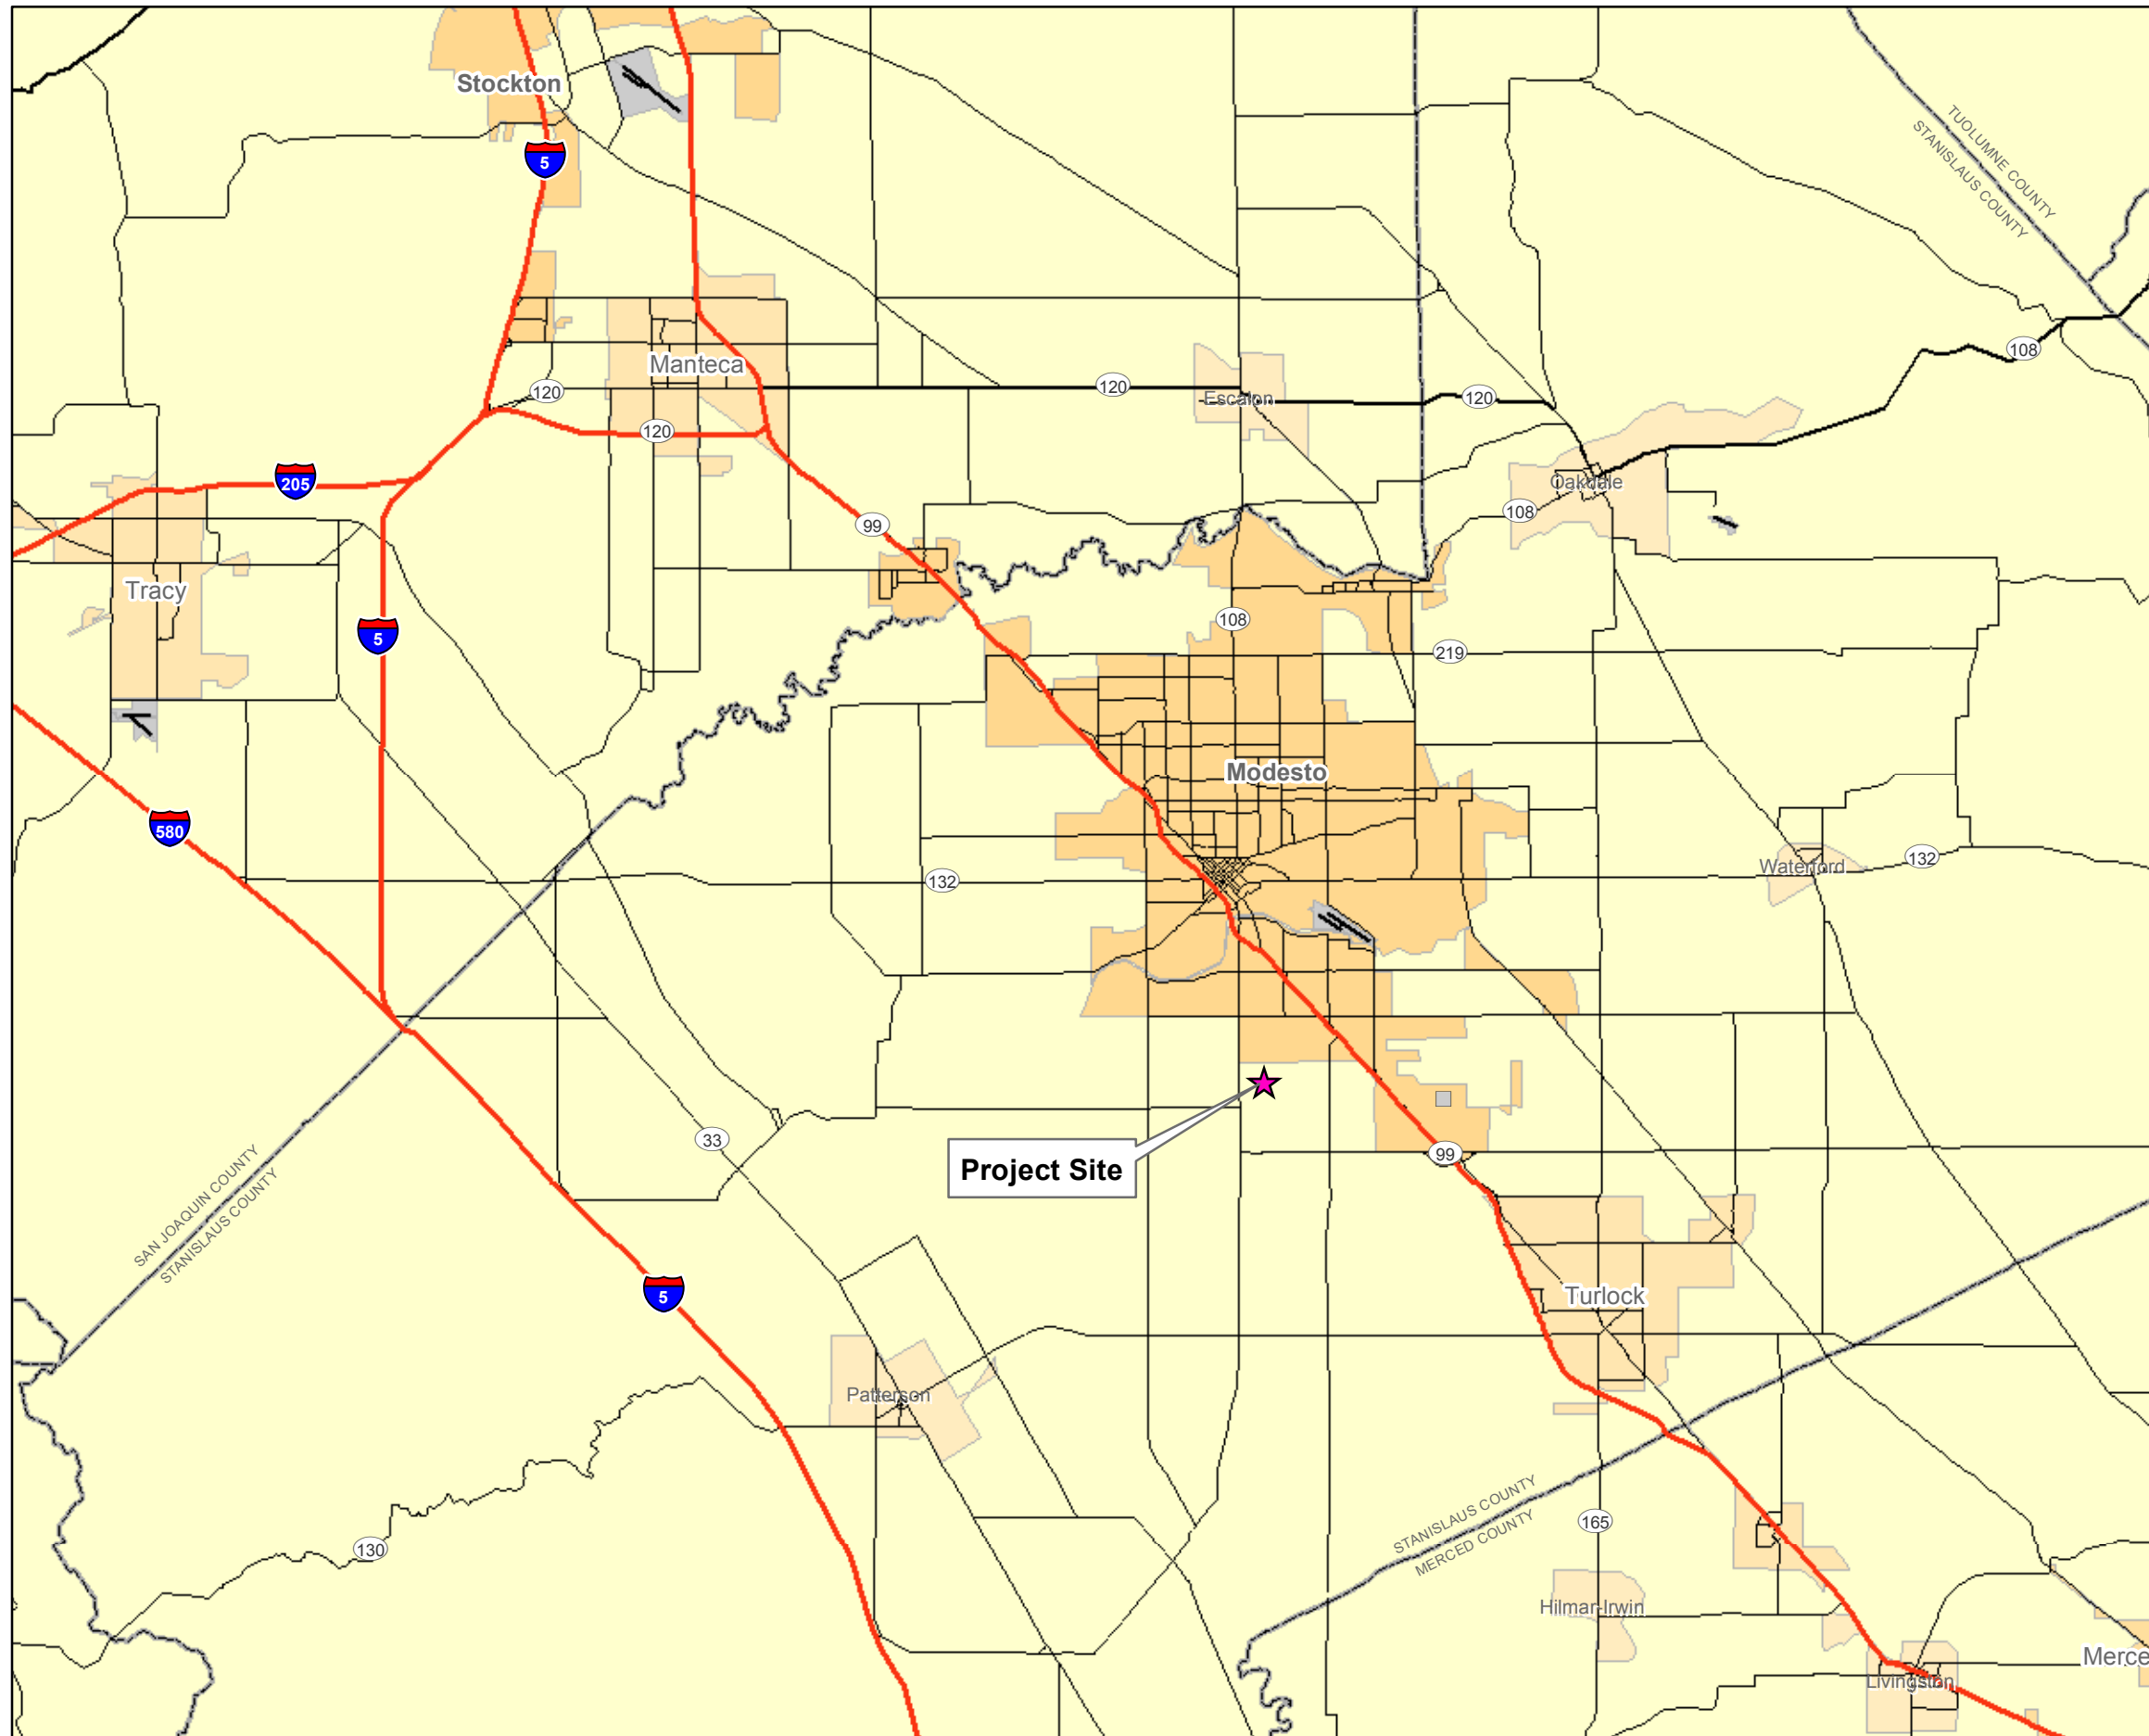 Stockton
5
TUOLUMNE COUNTY
STANISLAUS COUNTY
108
Manteca
120
120
Escalon
120
120
205
Oakdale
108
99
Tracy
5
108
219
Modesto
580
132
Waterford
132
33
Project Site
99
SAN JOAQUIN COUNTY
STANISLAUS COUNTY
5
Turlock
Patterson
STANISLAUS COUNTY
MERCED COUNTY
165
130
Hilmar-Irwin
Merce
Livingston